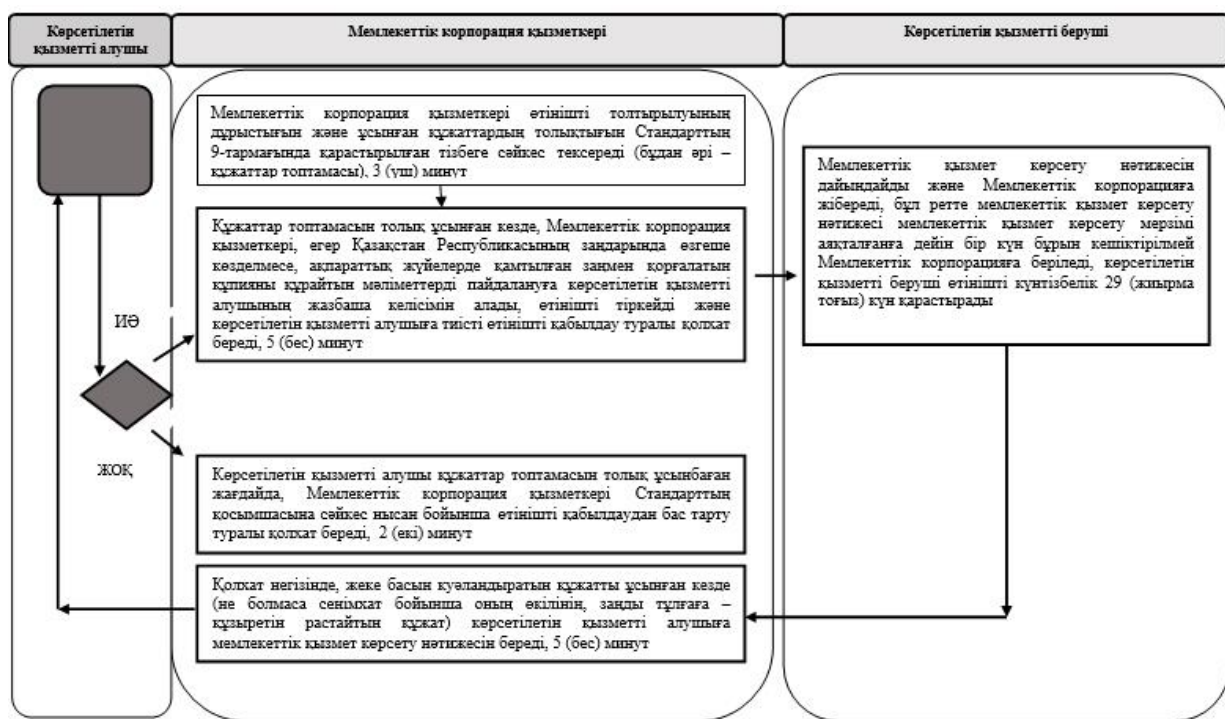 Көрсетілетін
қызметті алушы
Мемлекеттік корпорация қызметкері
Көрсетілетін қызметті беруші
Мемлекеттік корпорация қызметкері өтінішті толтырылуының
дұрыстығын және ұсынған құжаттардың толықтығын Стандарттың
9-тармағында қарастырылған тізбеге сәйкес тексереді (бұдан әрі –
құжаттар топтамасы), 3 (үш) минут
Құжаттар топтамасын толық ұсынған кезде, Мемлекеттік корпорация
қызметкері, егер Қазақстан Республикасының заңдарында өзгеше
көзделмесе, ақпараттық жүйелерде қамтылған заңмен қорғалатын
құпияны құрайтын мәліметтерді пайдалануға көрсетілетін қызметті
алушының жазбаша келісімін алады, өтінішті тіркейді және
көрсетілетін қызметті алушыға тиісті өтінішті қабылдау туралы қолхат
береді, 5 (бес) минут
ИӘ
ЖОҚ
Көрсетілетін қызметті алушы құжаттар топтамасын толық ұсынбаған
жағдайда, Мемлекеттік корпорация қызметкері Стандарттың
қосымшасына сәйкес нысан бойынша өтінішті қабылдаудан бас тарту
туралы қолхат береді, 2 (екі) минут
Қолхат негізінде, жеке басын куәландыратын құжатты ұсынған кезде
(не болмаса сенімхат бойынша оның өкілінің, заңды тұлғаға –
құзыретін растайтын құжат) көрсетілетін қызметті алушыға
мемлекеттік қызмет көрсету нәтижесін береді, 5 (бес) минут
Мемлекеттік қызмет көрсету нәтижесін
дайындайды және Мемлекеттік корпорацияға
жібереді, бұл ретте мемлекеттік қызмет көрсету
нәтижесі мемлекеттік қызмет көрсету мерзімі
аяқталғанға дейін бір күн бұрын кешіктірілмей
Мемлекеттік корпорацияға беріледі, көрсетілетін
қызметті беруші өтінішті күнтізбелік 29 (жиырма
тоғыз) күн қарастырады